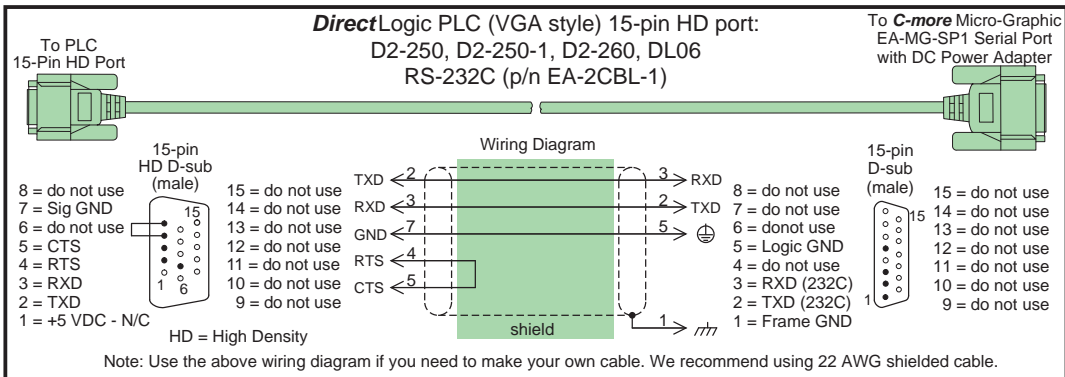 DirectLogic PLC (VGA style) 15-pin HD port:
D2-250, D2-250-1, D2-260, DL06
RS-232C (p/n EA-2CBL-1)
To PLC
15-Pin HD Port
To C-more Micro-Graphic
EA-MG-SP1 Serial Port
with DC Power Adapter
Wiring Diagram
15-pin
HD D-sub
(male)
8 = do not use
7 = Sig GND
6 = do not use
5 = CTS
4 = RTS
3 = RXD
2 = TXD
1 = +5 VDC - N/C
15
1 6
HD = High Density
15 = do not use
14 = do not use
13 = do not use
12 = do not use
11 = do not use
10 = do not use
9 = do not use
TXD 2 3 RXD
RXD 3 2 TXD
GND 7 5
RTS 4
CTS 5
1
shield
8 = do not use
7 = do not use
6 = donot use
5 = Logic GND
4 = do not use
3 = RXD (232C)
2 = TXD (232C)
1 = Frame GND
15-pin
D-sub
(male)
15
1
15 = do not use
14 = do not use
13 = do not use
12 = do not use
11 = do not use
10 = do not use
9 = do not use
Note: Use the above wiring diagram if you need to make your own cable. We recommend using 22 AWG shielded cable.